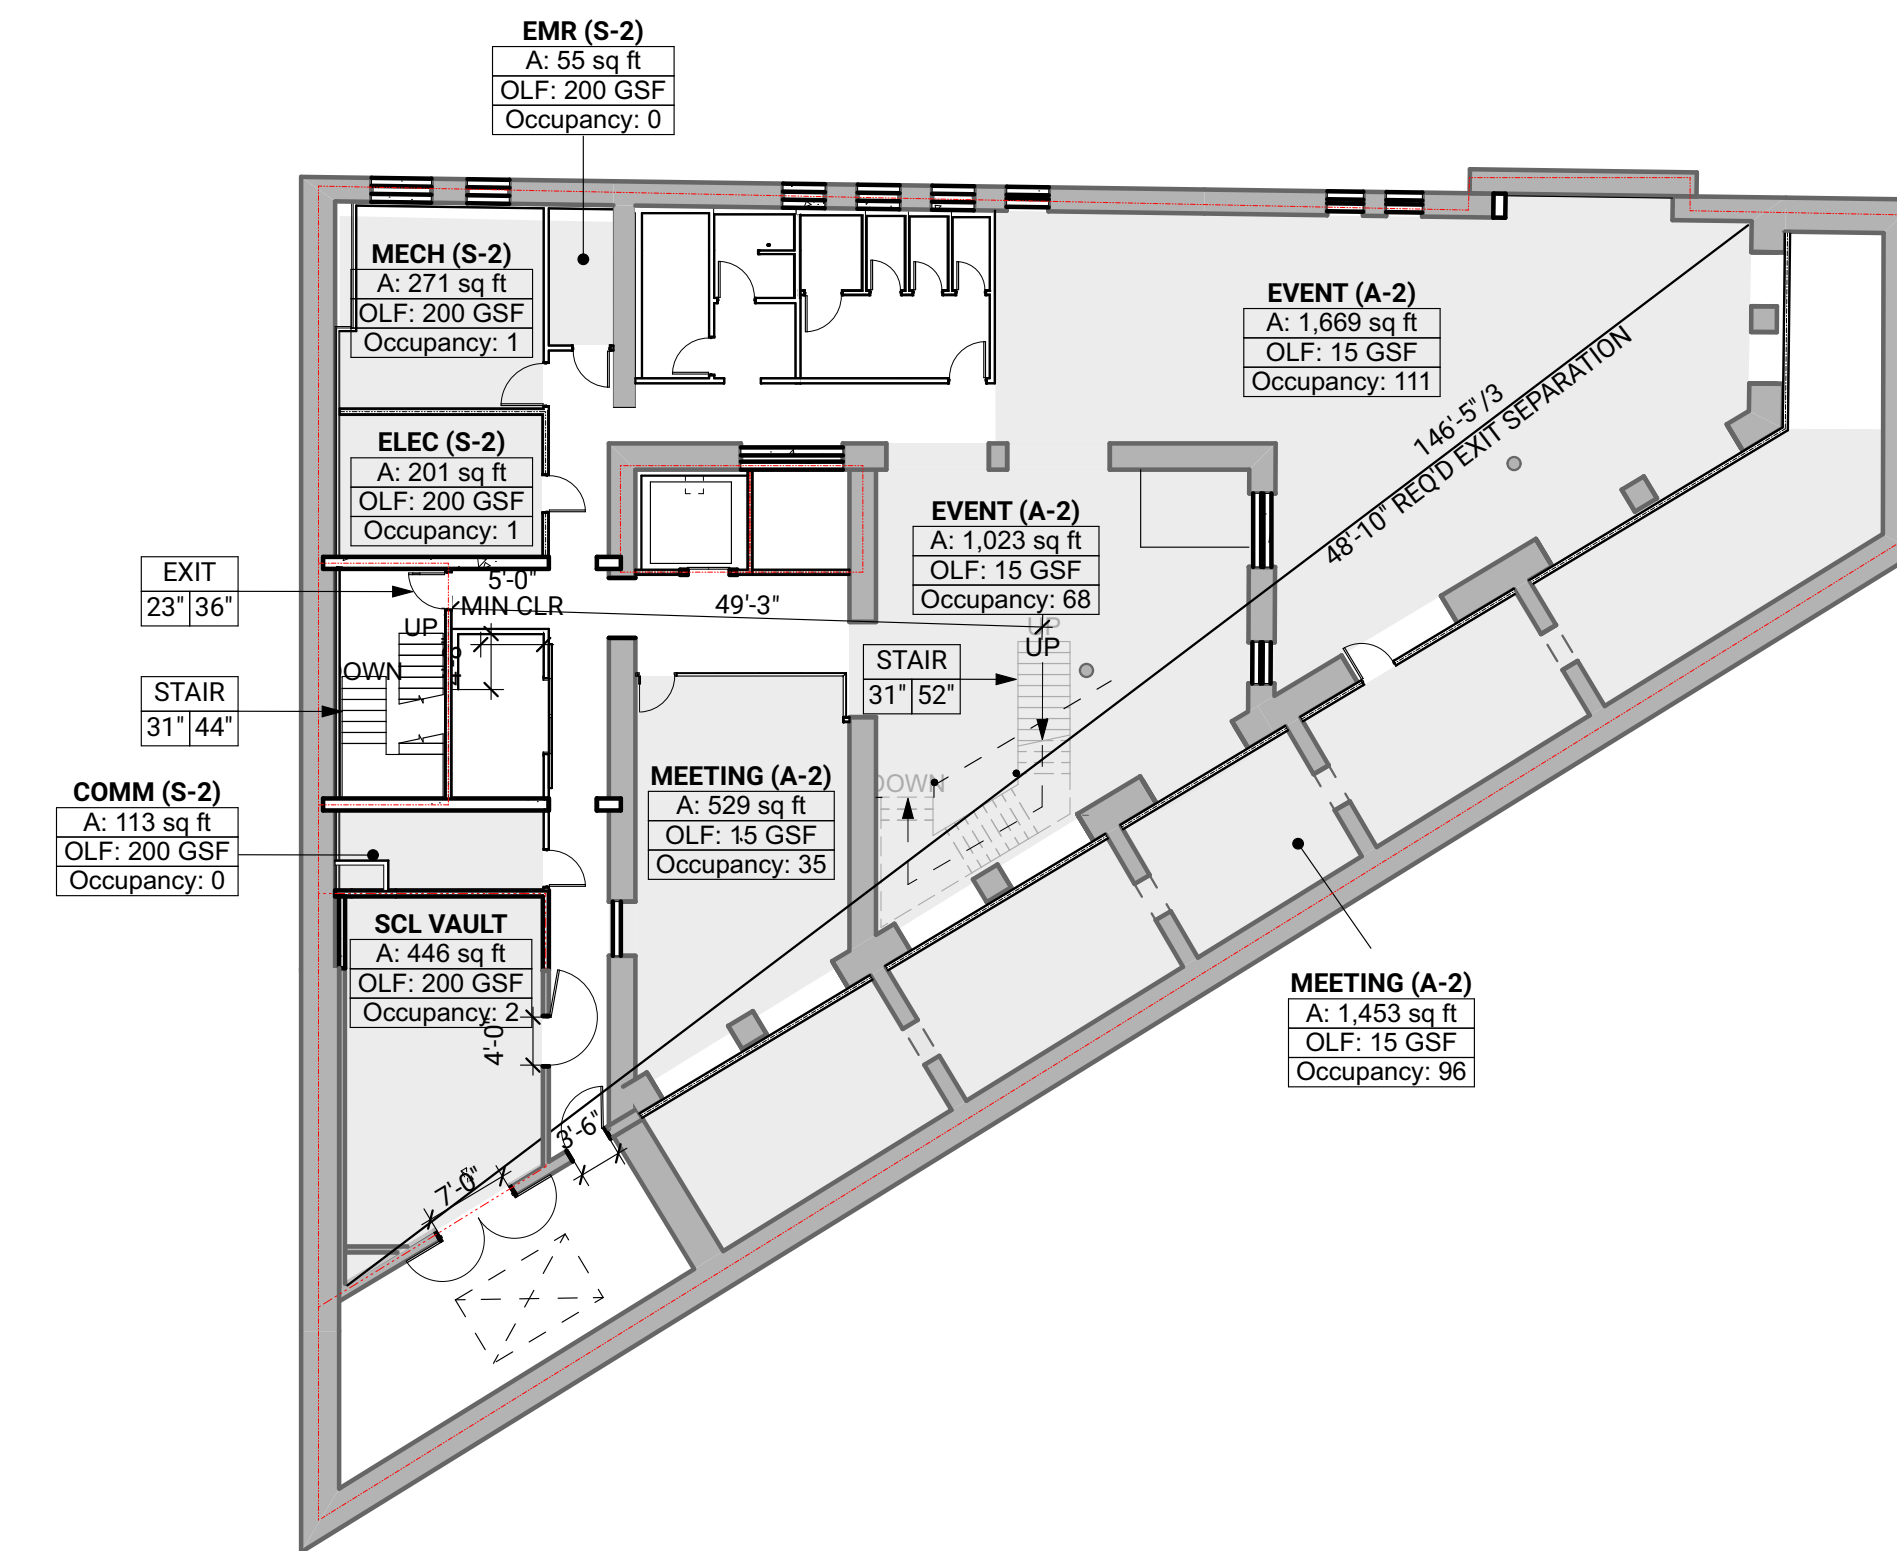 EMR (S-2)
A: 55 sq ft
OLF: 200 GSF
Occupancy: 0
MECH (S-2)
A: 271 sq ft
OLF: 200 GSF
Occupancy: 1
EVENT (A-2)
A: 1,669 sq ft
OLF: 15 GSF
Occupancy: 111
146'-5"/3
48'-10" REQ'D EXIT SEPARATION
ELEC (S-2)
A: 201 sq ft
OLF: 200 GSF
Occupancy: 1
EVENT (A-2)
A: 1,023 sq ft
OLF: 15 GSF
Occupancy: 68
EXIT
23" 36"
5'-0"
MIN CLR
49'-3"
UP
UP
UP
DOWN
STAIR
31" 52"
STAIR
31" 44"
DOWN
MEETING (A-2)
A: 529 sq ft
OLF: 15 GSF
Occupancy: 35
COMM (S-2)
A: 113 sq ft
OLF: 200 GSF
Occupancy: 0
SCL VAULT
A: 446 sq ft
OLF: 200 GSF
Occupancy: 2
4'-0"
MEETING (A-2)
A: 1,453 sq ft
OLF: 15 GSF
Occupancy: 96
3'-6"
7'-0"